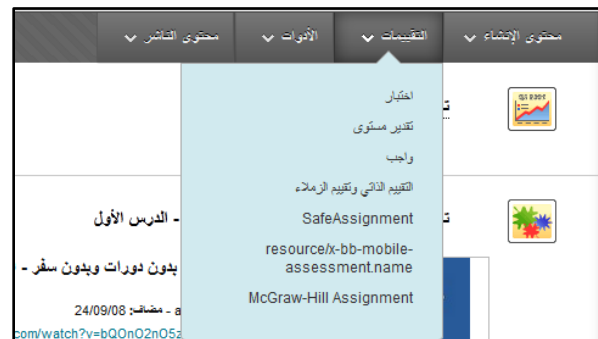 محتوى الإنشاء
التقييمات
الأدوات
محتوى الناشر
اختبار
تقدير مستوى
واجب
التقييم الذاتي وتقييم الزملاء
SafeAssignment
resource/x-bb-mobile-
assessment.name
McGraw-Hill Assignment
- الدرس الأول
بدون دورات وبدون سفر -
a - مضاف: 24/09/08
com/watch?v=bQOnO2nO5z